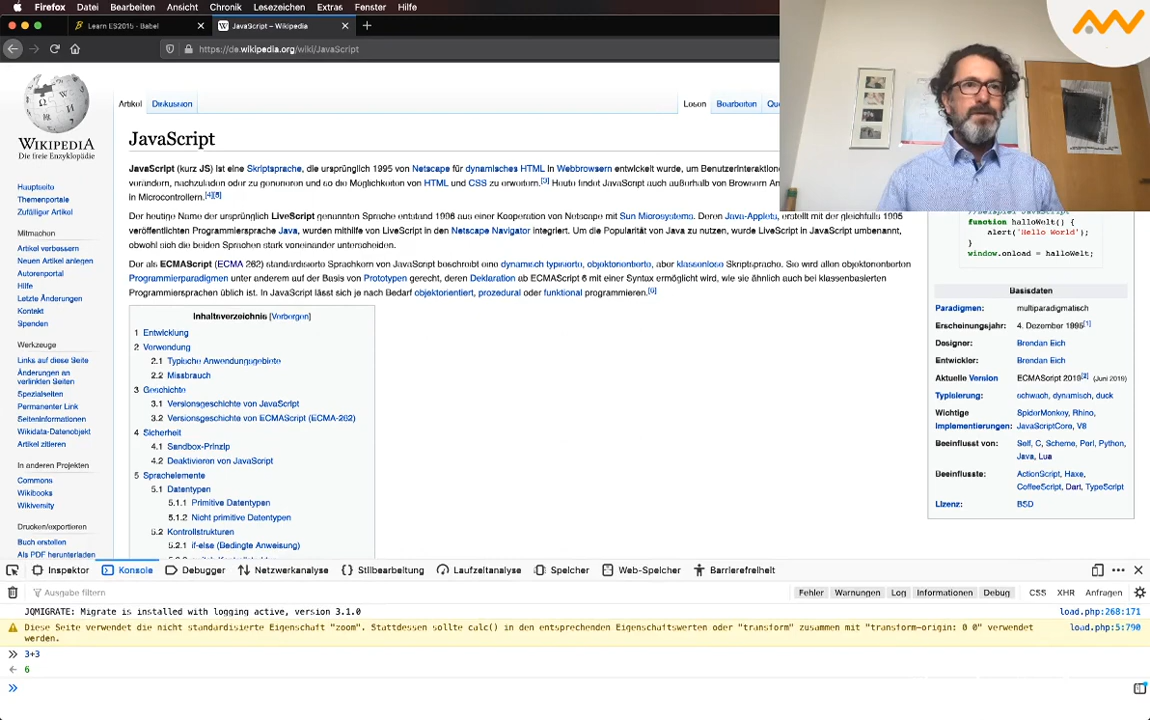 Firefox Datei Bearbeiten Ansicht Chronik Lesezeichen Extras Fenster Hilfe
Learn ES2015 · Babel
JavaScript – Wikipedia
https://de.wikipedia.org/wiki/JavaScript
WIKIPEDIA
Die freie Enzyklopädie
Hauptseite
Themenportale
Zufälliger Artikel
Mitmachen
Artikel verbessern
Neuen Artikel anlegen
Autorenportal
Hilfe
Letzte Änderungen
Kontakt
Spenden
Werkzeuge
Links auf diese Seite
Änderungen an
verlinkten Seiten
Spezialseiten
Permanenter Link
Seiteninformationen
Wikidata-Datenobjekt
Artikel zitieren
In anderen Projekten
Commons
Wikibooks
Wikiversity
Drucken/exportieren
Buch erstellen
Als PDF herunterladen
Artikel Diskussion Lesen Bearbeiten
JavaScript
JavaScript (kurz JS) ist eine Skriptsprache, die ursprünglich 1995 von Netscape für dynamisches HTML in Webbrowsern entwickelt wurde, um Benutzerinteraktionen
verändern, nachzuladen oder zu generieren und so die Möglichkeiten von HTML und CSS zu erweitern.[3] Heute findet JavaScript auch außerhalb von Browsern An
in Microcontrollern.[4][5]
Der heutige Name der ursprünglich LiveScript genannten Sprache entstand 1996 aus einer Kooperation von Netscape mit Sun Microsystems. Deren Java-Applets, erstellt mit der gleichfalls 1995
veröffentlichten Programmiersprache Java, wurden mithilfe von LiveScript in den Netscape Navigator integriert. Um die Popularität von Java zu nutzen, wurde LiveScript in JavaScript umbenannt,
obwohl sich die beiden Sprachen stark voneinander unterscheiden.
Der als ECMAScript (ECMA 262) standardisierte Sprachkern von JavaScript beschreibt eine dynamisch typisierte, objektorientierte, aber klassenlose Skriptsprache. Sie wird allen objektorientierten
Programmierparadigmen unter anderem auf der Basis von Prototypen gerecht, deren Deklaration ab ECMAScript 6 mit einer Syntax ermöglicht wird, wie sie ähnlich auch bei klassenbasierten
Programmiersprachen üblich ist. In JavaScript lässt sich je nach Bedarf objektorientiert, prozedural oder funktional programmieren.[6]
Inhaltsverzeichnis [Verbergen]
1 Entwicklung
2 Verwendung
2.1 Typische Anwendungsgebiete
2.2 Missbrauch
3 Geschichte
3.1 Versionsgeschichte von JavaScript
3.2 Versionsgeschichte von ECMAScript (ECMA-262)
4 Sicherheit
4.1 Sandbox-Prinzip
4.2 Deaktivieren von JavaScript
5 Sprachelemente
5.1 Datentypen
5.1.1 Primitive Datentypen
5.1.2 Nicht primitive Datentypen
5.2 Kontrollstrukturen
5.2.1 if-else (Bedingte Anweisung)
//Beispiel JavaScript
function halloWelt() {
alert('Hello World');
}
window.onload = halloWelt;
Basisdaten
Paradigmen: multiparadigmatisch
Erscheinungsjahr: 4. Dezember 1995[1]
Designer: Brendan Eich
Entwickler: Brendan Eich
Aktuelle Version ECMAScript 2019[2] (Juni 2019)
Typisierung: schwach, dynamisch, duck
Wichtige Implementierungen: SpiderMonkey, Rhino,
JavaScriptCore, V8
Beeinflusst von: Self, C, Scheme, Perl, Python,
Java, Lua
Beeinflusste: ActionScript, Haxe,
CoffeeScript, Dart, TypeScript
Lizenz: BSD
Inspektor Konsole Debugger Netzwerkanalyse Stilbearbeitung Laufzeitanalyse Speicher Web-Speicher Barrierefreiheit
Ausgabe filtern Fehler Warnungen Log Informationen Debug CSS XHR Anfragen
JQMIGRATE: Migrate is installed with logging active, version 3.1.0 load.php:268:171
Diese Seite verwendet die nicht standardisierte Eigenschaft "zoom". Stattdessen sollte calc() in den entsprechenden Eigenschaftswerten oder "transform" zusammen mit "transform-origin: 0 0" verwendet load.php:5:790
werden.
3+3
6